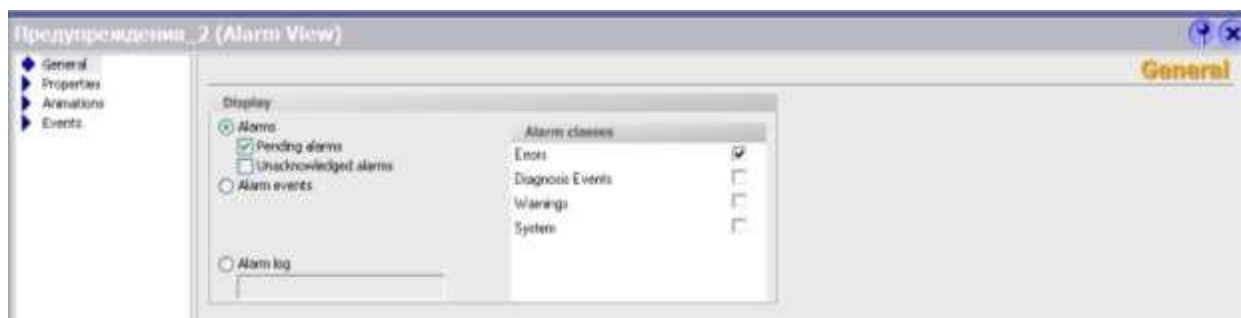 Предупреждения_2 (Alarm View)
General
Properties
Animations
Events
General
Display
Alarms
Pending alarms
Unacknowledged alarms
Alarm events
Alarm log
Alarm classes
Errors
Diagnosis Events
Warnings
System